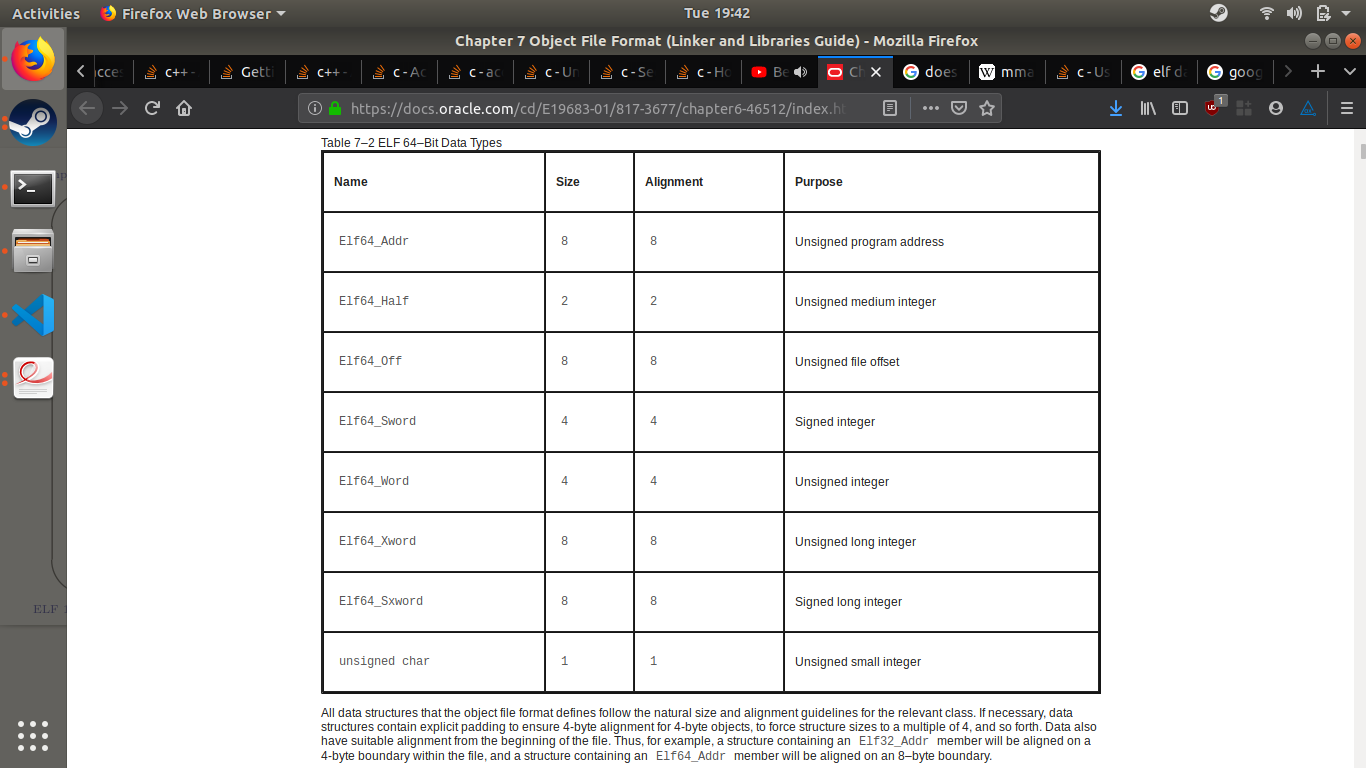 Activities Firefox Web Browser Tue 19:42
Chapter 7 Object File Format (Linker and Libraries Guide) - Mozilla Firefox
c++ - Getti c++ - c - Ac c - ac c - Un c - Se c - Ho Be Ch does mma c - Us elf da goog
https://docs.oracle.com/cd/E19683-01/817-3677/chapter6-46512/index.ht 1
Table 7–2 ELF 64–Bit Data Types
Name Size Alignment Purpose
Elf64_Addr 8 8 Unsigned program address
Elf64_Half 2 2 Unsigned medium integer
Elf64_Off 8 8 Unsigned file offset
Elf64_Sword 4 4 Signed integer
Elf64_Word 4 4 Unsigned integer
Elf64_Xword 8 8 Unsigned long integer
Elf64_Sxword 8 8 Signed long integer
unsigned char 1 1 Unsigned small integer
ELF
All data structures that the object file format defines follow the natural size and alignment guidelines for the relevant class. If necessary, data
structures contain explicit padding to ensure 4-byte alignment for 4-byte objects, to force structure sizes to a multiple of 4, and so forth. Data also
have suitable alignment from the beginning of the file. Thus, for example, a structure containing an Elf32_Addr member will be aligned on a
4-byte boundary within the file, and a structure containing an Elf64_Addr member will be aligned on an 8–byte boundary.